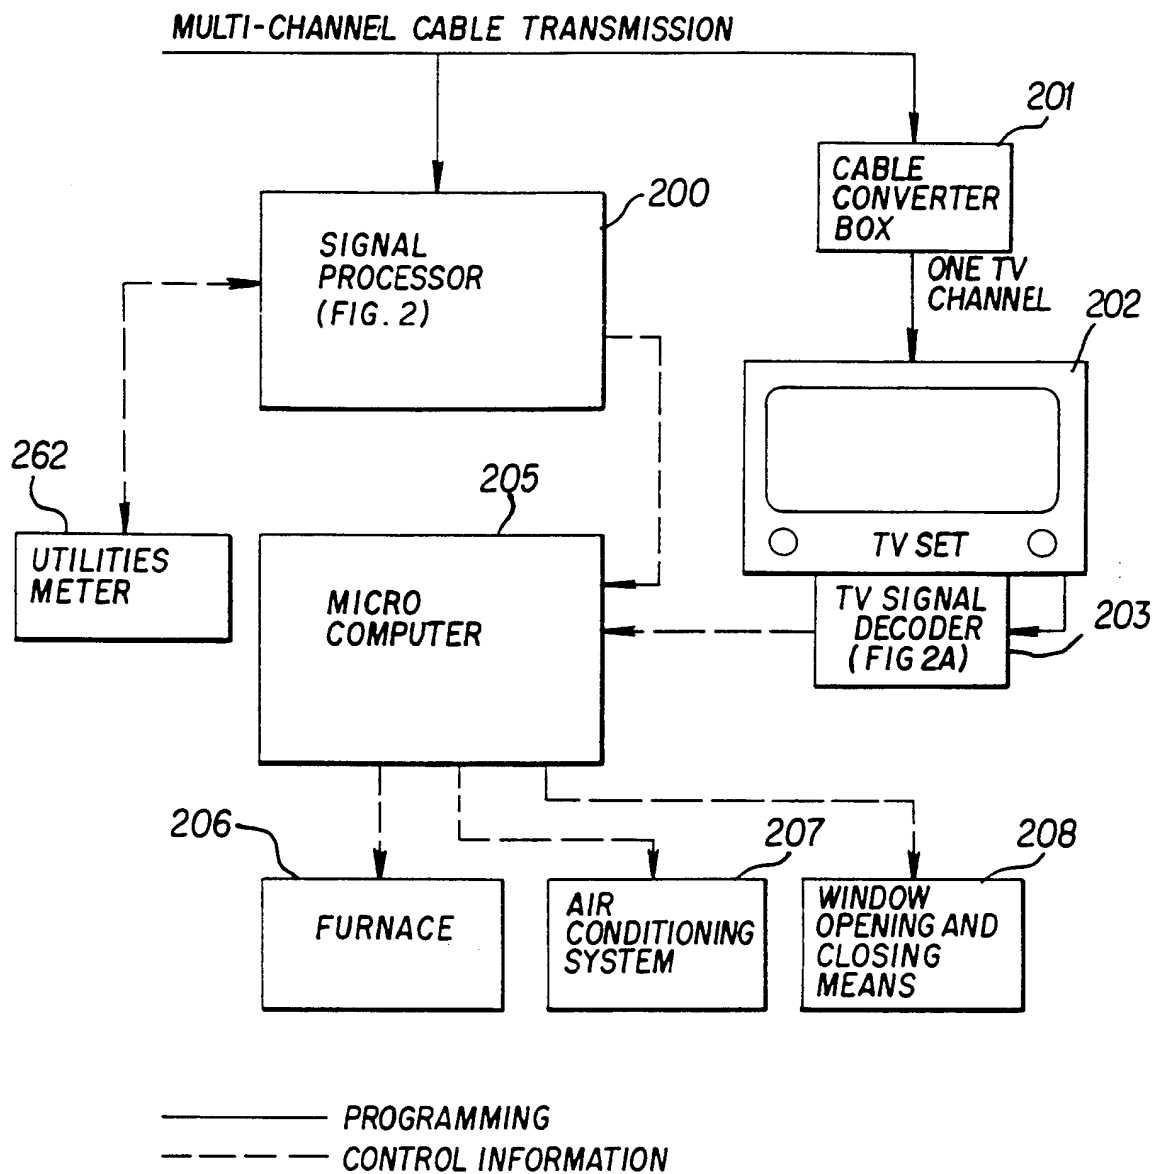 MULTI-CHANNEL CABLE TRANSMISSION
201
CABLE
CONVERTER
BOX
200
SIGNAL
PROCESSOR
(FIG. 2)
ONE TV
CHANNEL
202
TV SET
262
UTILITIES
METER
205
MICRO
COMPUTER
TV SIGNAL
DECODER
(FIG 2A)
203
206
FURNACE
207
AIR
CONDITIONING
SYSTEM
208
WINDOW
OPENING AND
CLOSING
MEANS
PROGRAMMING
CONTROL INFORMATION